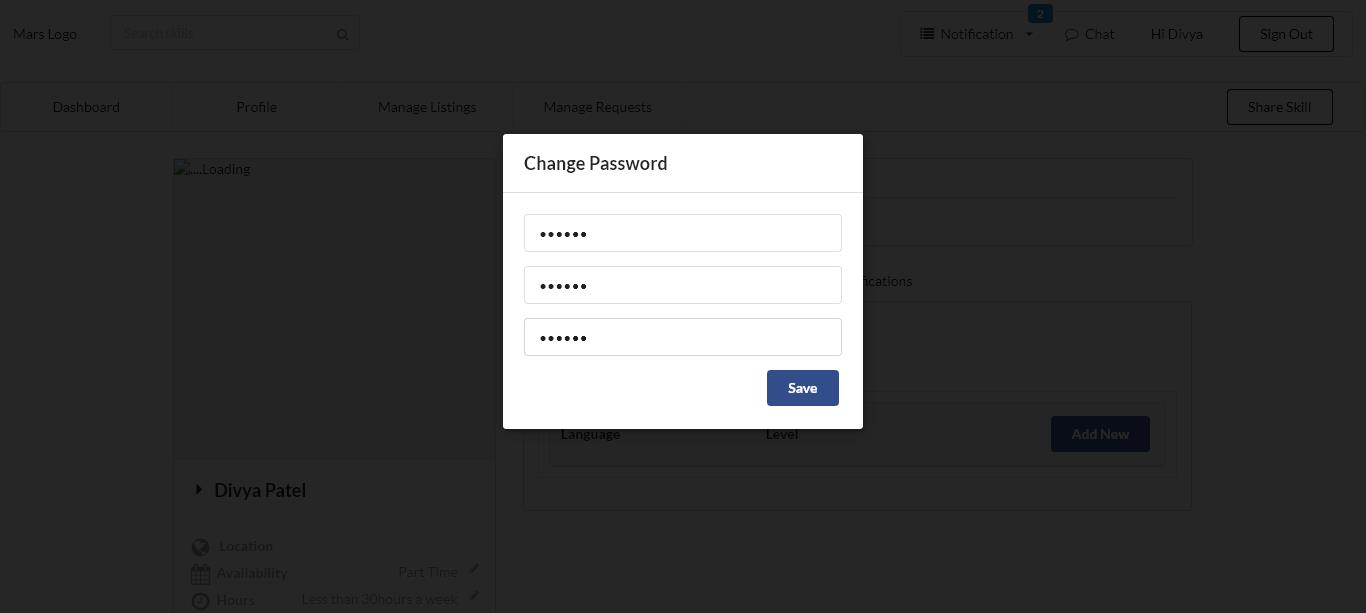 Mars Logo
Search skills
Notification
2
Chat
Hi Divya
Sign Out
Dashboard
Profile
Manage Listings
Manage Requests
Share Skill
....Loading
Change Password
••••••
••••••
••••••
Save
fications
Language
Level
Add New
Divya Patel
Location
Availability
Part Time
Hours
Less than 30hours a week